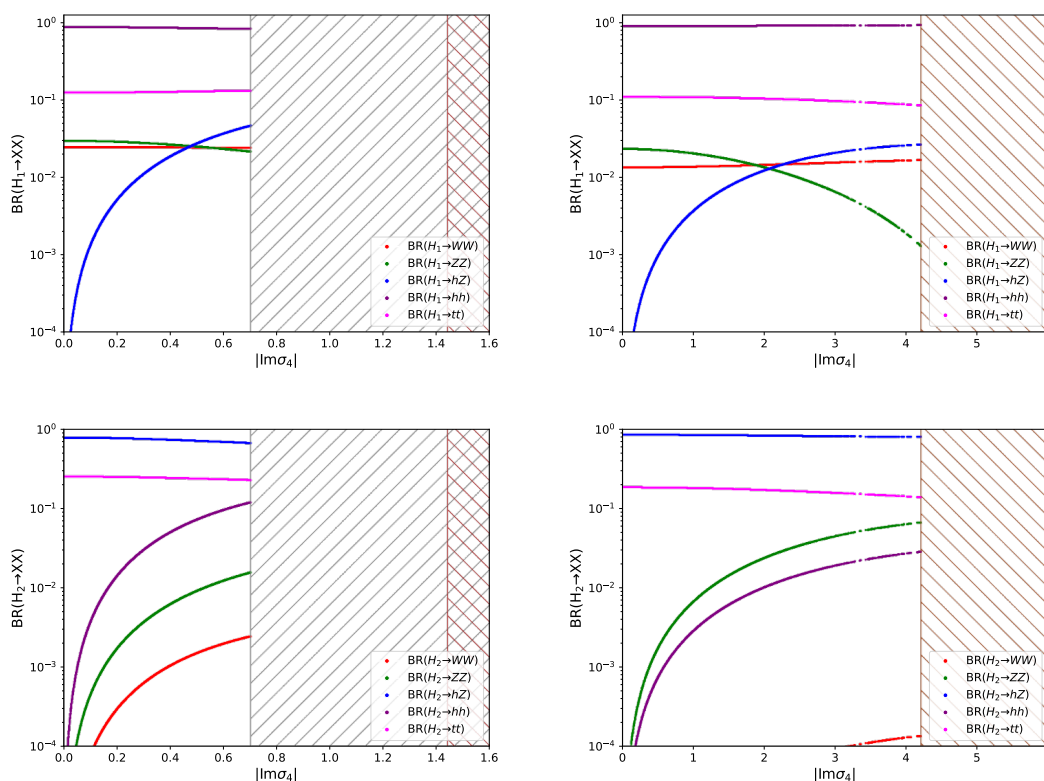 BR(H₁→XX)
10⁰
10⁻¹
10⁻²
10⁻³
10⁻⁴
0.0 0.2 0.4 0.6 0.8 1.0 1.2 1.4 1.6
|Imσ₄|
BR(H₁→WW)
BR(H₁→ZZ)
BR(H₁→hZ)
BR(H₁→hh)
BR(H₁→tt)
BR(H₁→XX)
10⁰
10⁻¹
10⁻²
10⁻³
10⁻⁴
0 1 2 3 4 5
|Imσ₄|
BR(H₁→WW)
BR(H₁→ZZ)
BR(H₁→hZ)
BR(H₁→hh)
BR(H₁→tt)
BR(H₂→XX)
10⁰
10⁻¹
10⁻²
10⁻³
10⁻⁴
0.0 0.2 0.4 0.6 0.8 1.0 1.2 1.4 1.6
|Imσ₄|
BR(H₂→WW)
BR(H₂→ZZ)
BR(H₂→hZ)
BR(H₂→hh)
BR(H₂→tt)
BR(H₂→XX)
10⁰
10⁻¹
10⁻²
10⁻³
10⁻⁴
0 1 2 3 4 5
|Imσ₄|
BR(H₂→WW)
BR(H₂→ZZ)
BR(H₂→hZ)
BR(H₂→hh)
BR(H₂→tt)